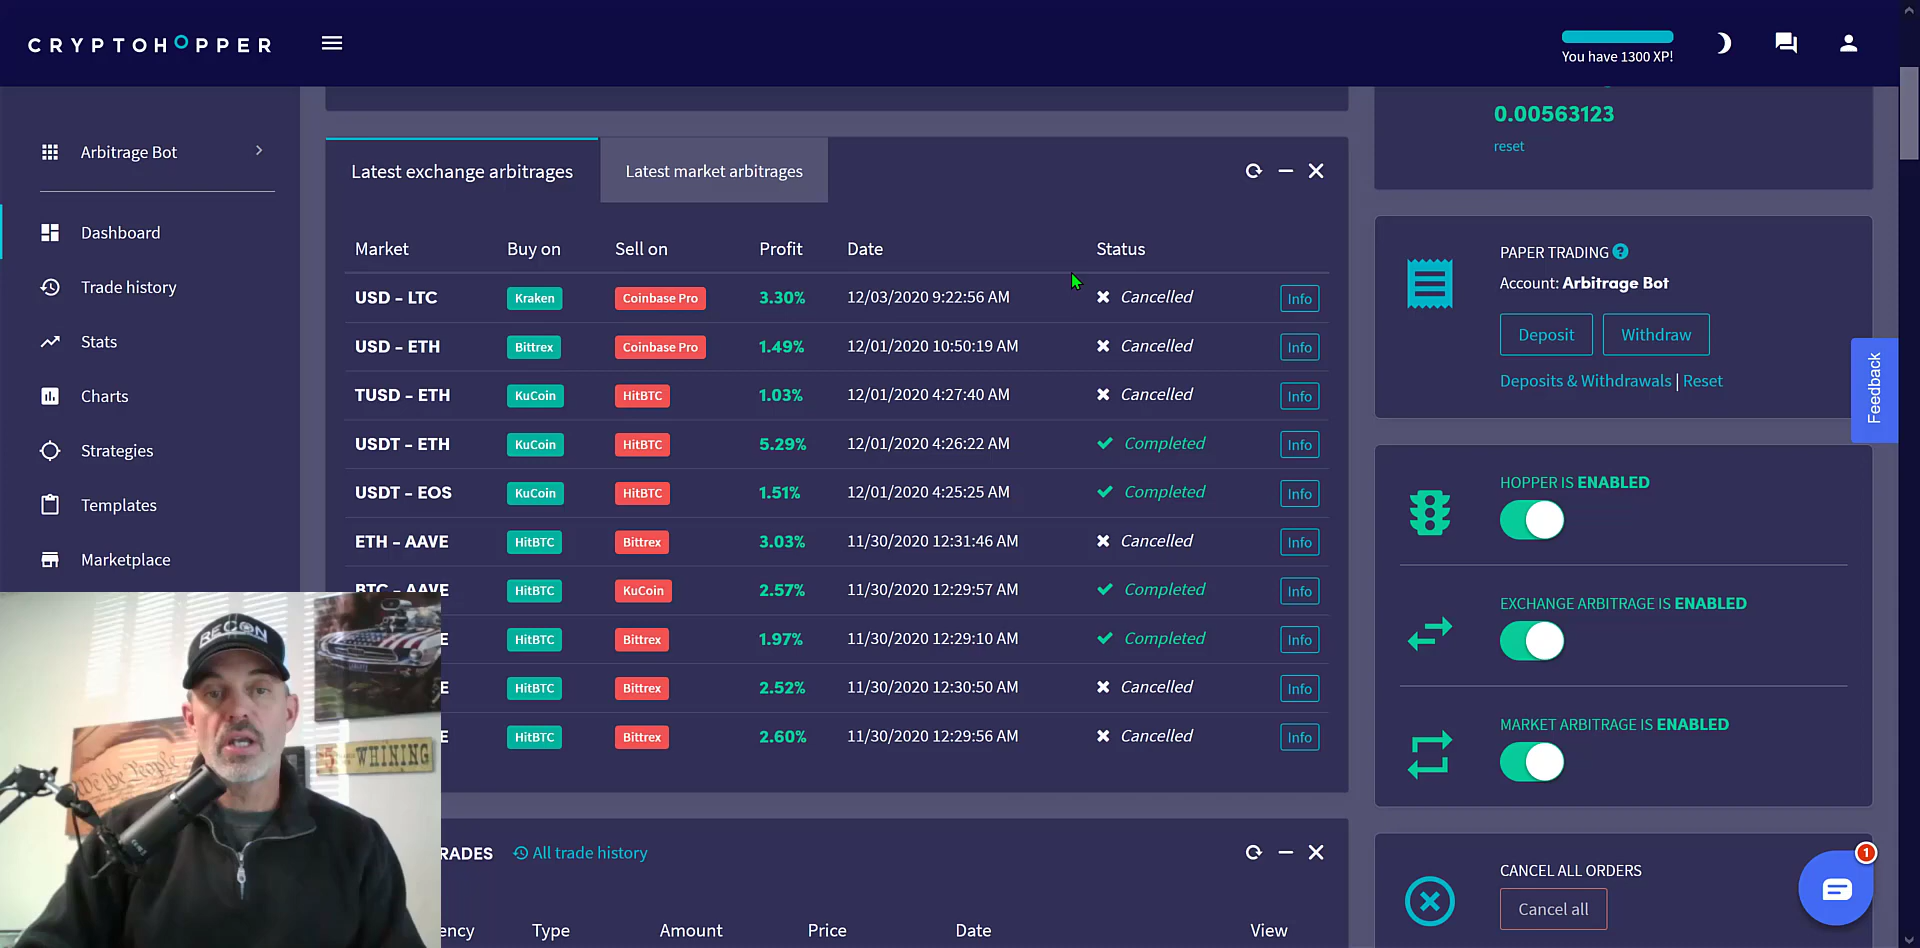 CRYPTOHOPPER
You have 1300 XP!
Arbitrage Bot
Dashboard
Trade history
Stats
Charts
Strategies
Templates
Marketplace
Latest exchange arbitrages
Latest market arbitrages
Market Buy on Sell on Profit Date Status
USD – LTC Kraken Coinbase Pro 3.30% 12/03/2020 9:22:56 AM Cancelled Info
USD – ETH Bittrex Coinbase Pro 1.49% 12/01/2020 10:50:19 AM Cancelled Info
TUSD – ETH KuCoin HitBTC 1.03% 12/01/2020 4:27:40 AM Cancelled Info
USDT – ETH KuCoin HitBTC 5.29% 12/01/2020 4:26:22 AM Completed Info
USDT – EOS KuCoin HitBTC 1.51% 12/01/2020 4:25:25 AM Completed Info
ETH – AAVE HitBTC Bittrex 3.03% 11/30/2020 12:31:46 AM Cancelled Info
BTC – AAVE HitBTC KuCoin 2.57% 11/30/2020 12:29:57 AM Completed Info
E HitBTC Bittrex 1.97% 11/30/2020 12:29:10 AM Completed Info
E HitBTC Bittrex 2.52% 11/30/2020 12:30:50 AM Cancelled Info
E HitBTC Bittrex 2.60% 11/30/2020 12:29:56 AM Cancelled Info
RADES All trade history
ency Type Amount Price Date View
0.00563123
reset
PAPER TRADING ?
Account: Arbitrage Bot
Deposit Withdraw
Deposits & Withdrawals | Reset
Feedback
HOPPER IS ENABLED
EXCHANGE ARBITRAGE IS ENABLED
MARKET ARBITRAGE IS ENABLED
CANCEL ALL ORDERS
Cancel all
1
RECON
We the People
WHINING